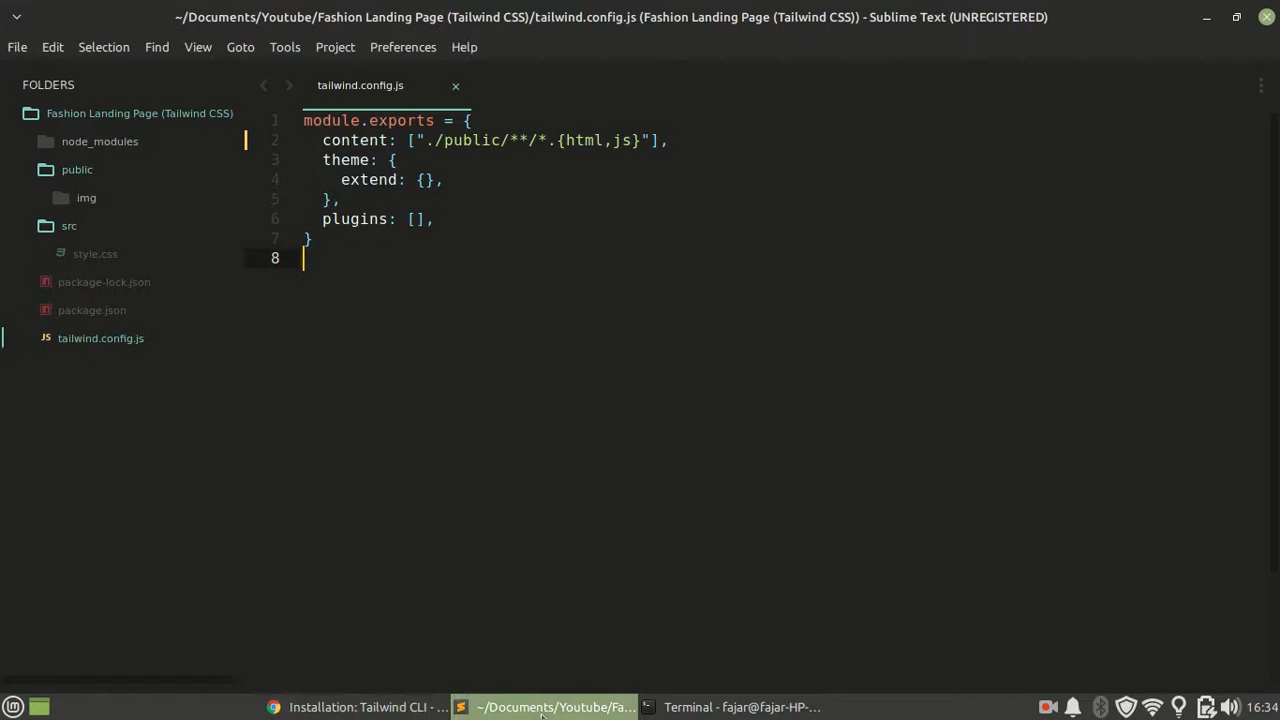 ~/Documents/Youtube/Fashion Landing Page (Tailwind CSS)/tailwind.config.js (Fashion Landing Page (Tailwind CSS)) - Sublime Text (UNREGISTERED)
File Edit Selection Find View Goto Tools Project Preferences Help
FOLDERS
Fashion Landing Page (Tailwind CSS)
node_modules
public
img
src
style.css
package-lock.json
package.json
JS tailwind.config.js
tailwind.config.js ×
1 module.exports = {
2   content: ["./public/**/*.{html,js}"],
3   theme: {
4     extend: {},
5   },
6   plugins: [],
7 }
8
Installation: Tailwind CLI - ... ~/Documents/Youtube/Fa... Terminal - fajar@fajar-HP-... 16:34